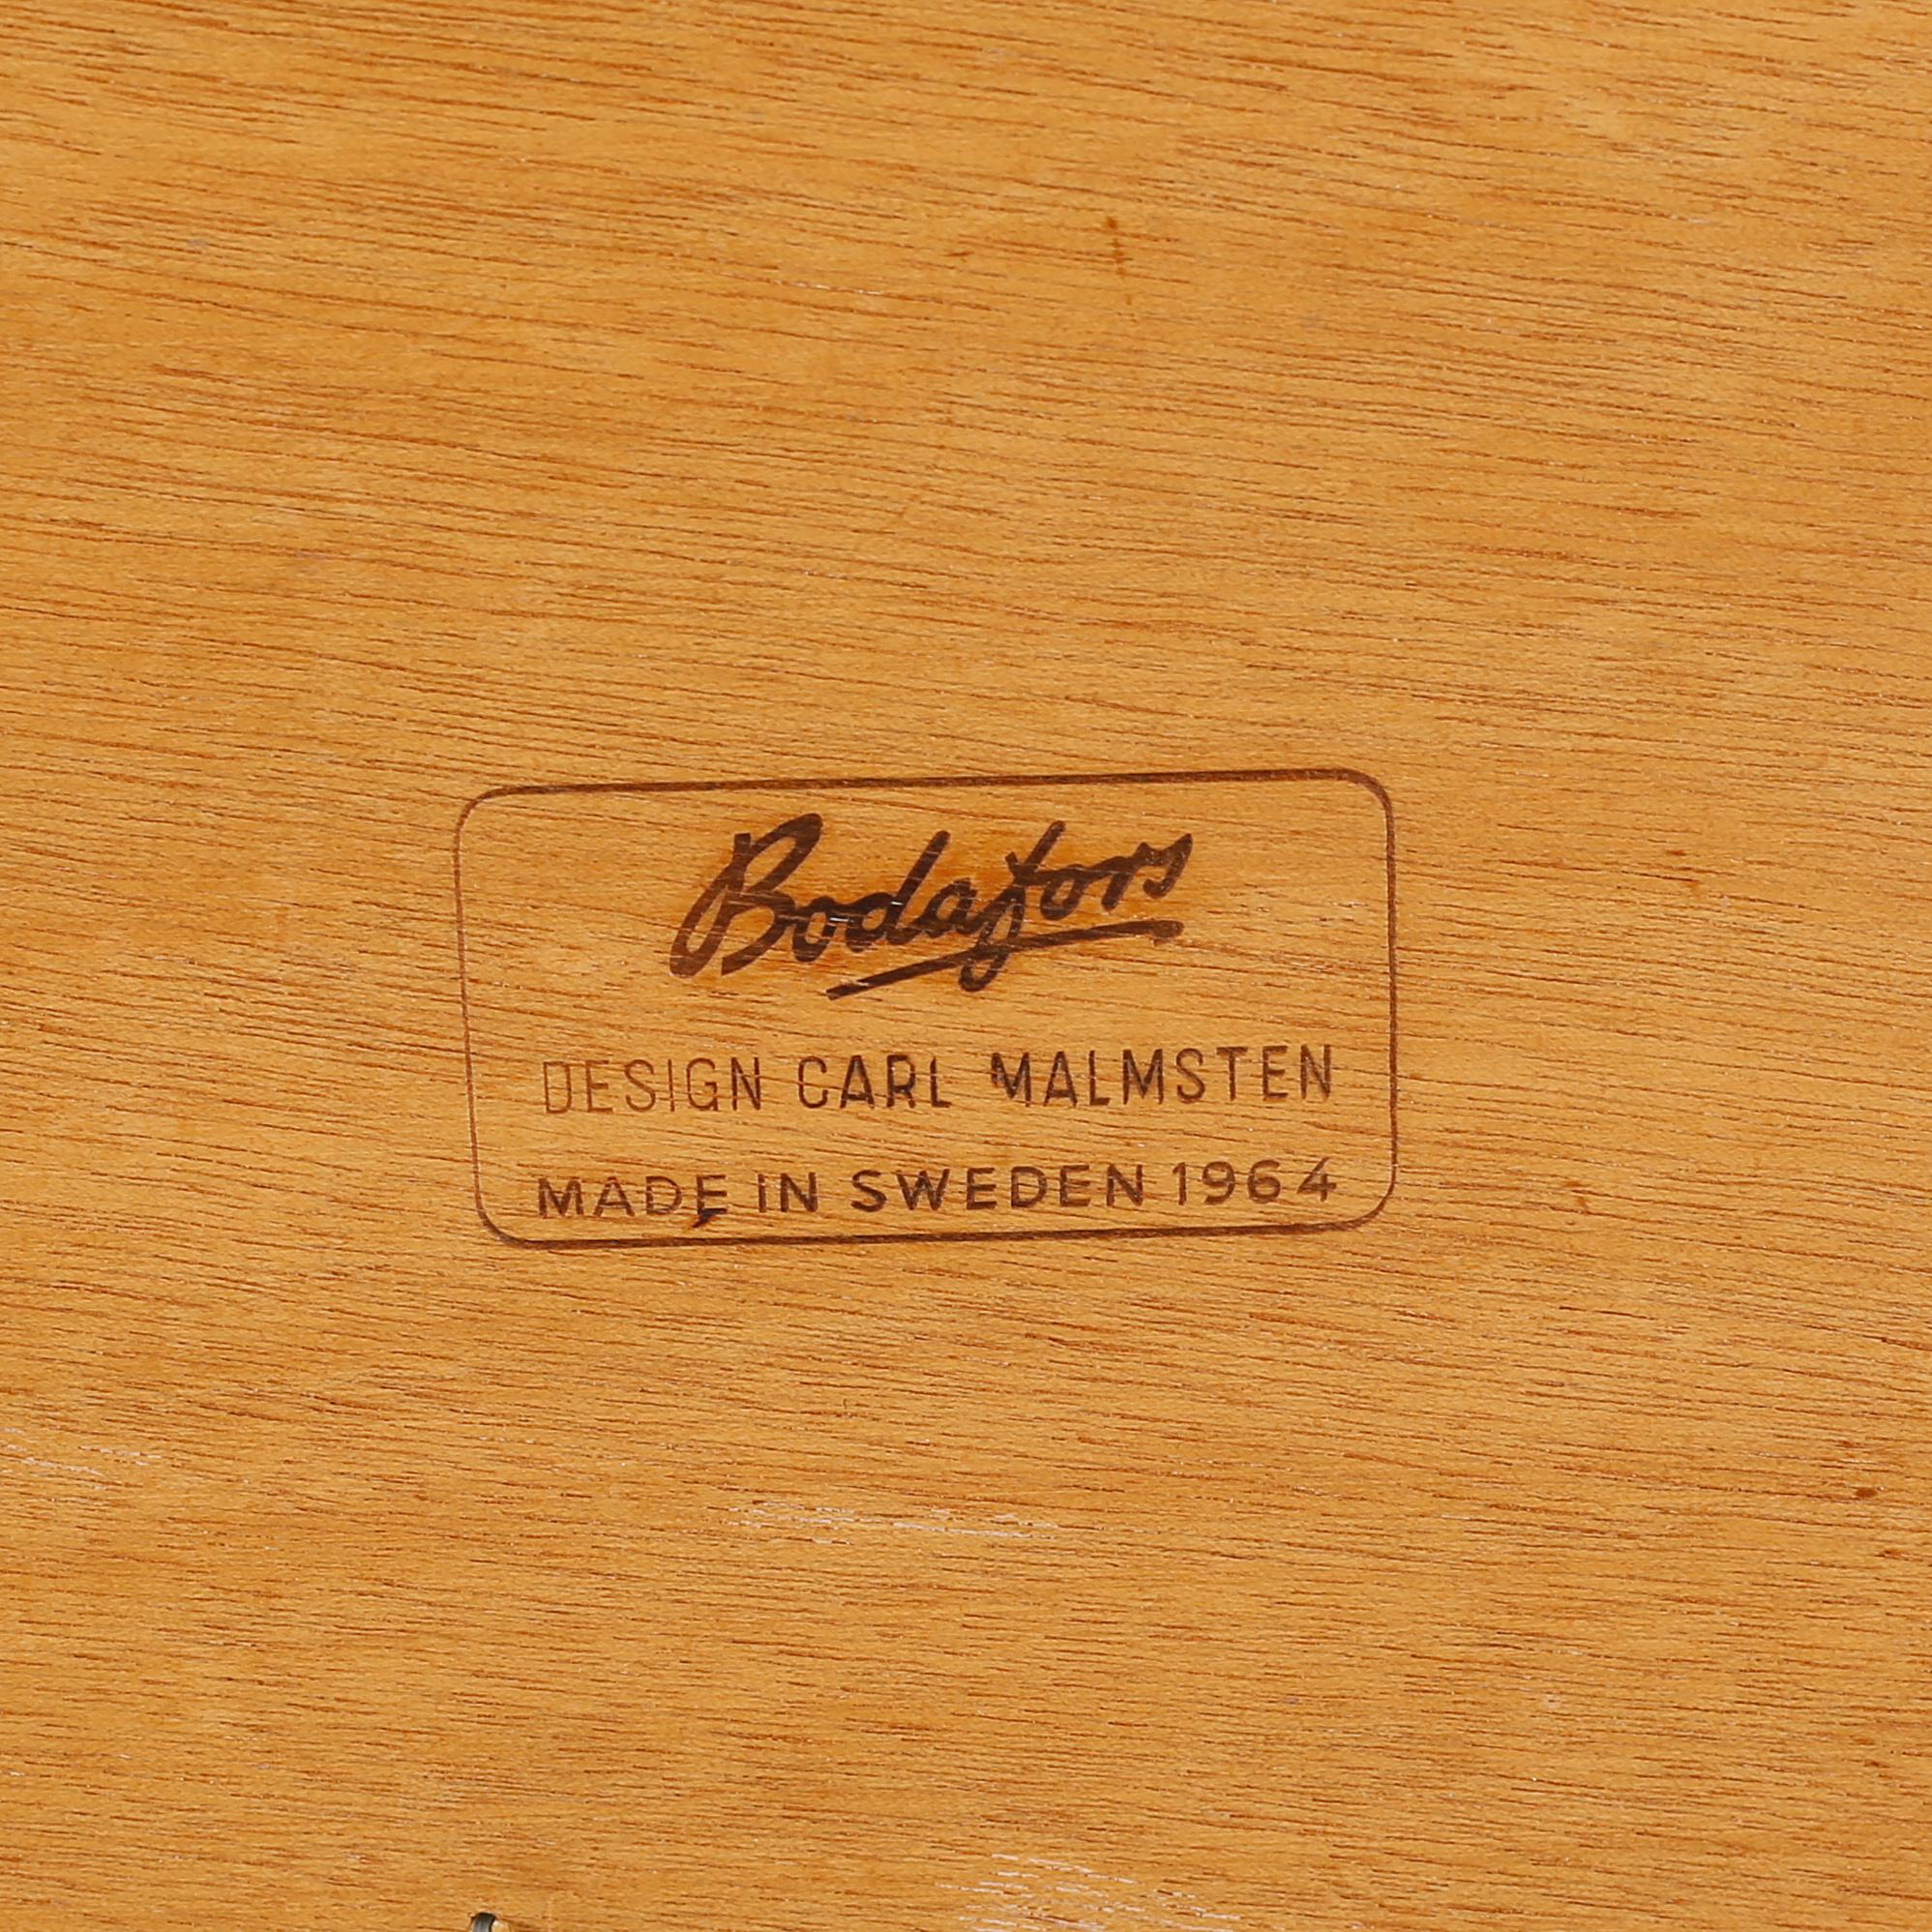 Bodafors
DESIGN CARL MALMSTEN
MADE IN SWEDEN 1964